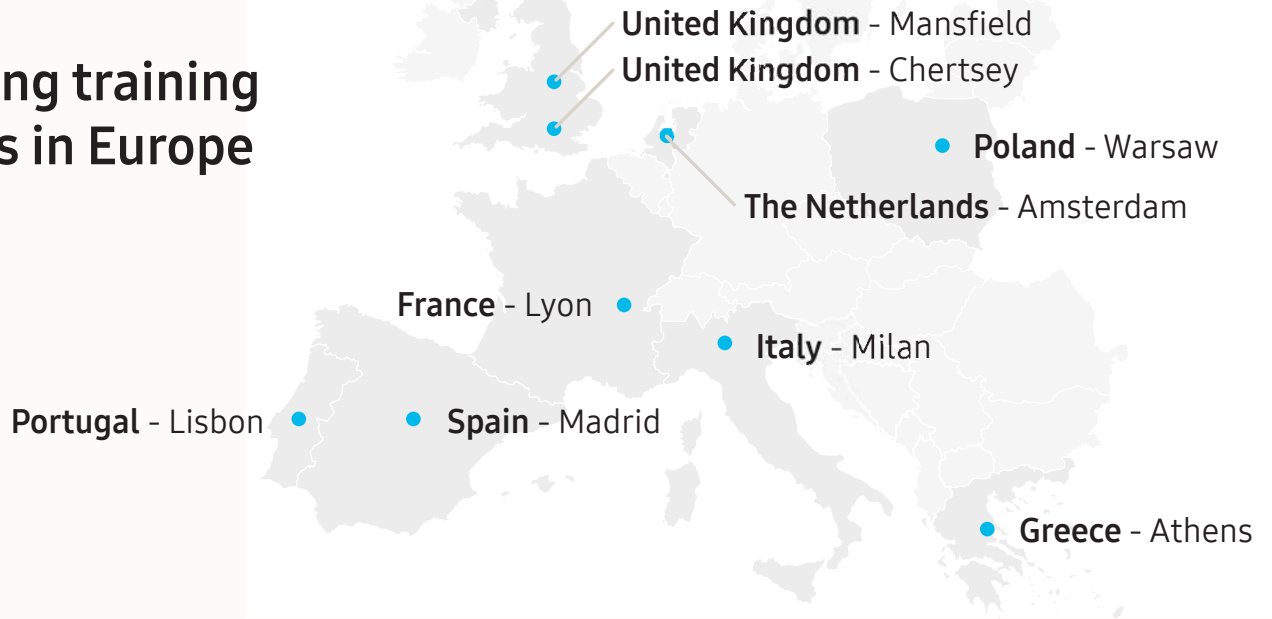 ng training
s in Europe
United Kingdom - Mansfield
United Kingdom - Chertsey
Poland - Warsaw
The Netherlands - Amsterdam
France - Lyon
Italy - Milan
Portugal - Lisbon
Spain - Madrid
Greece - Athens